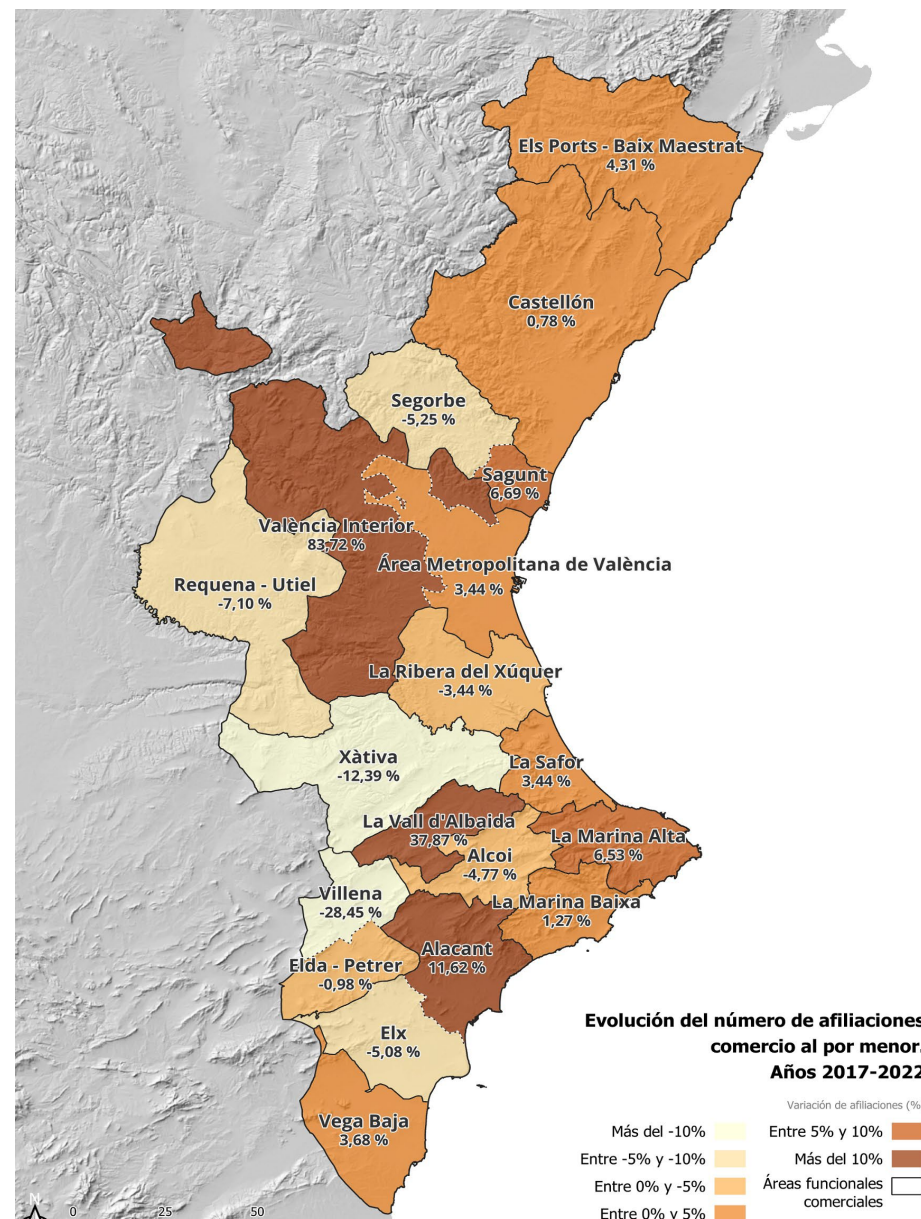 Els Ports - Baix Maestrat
4,31 %
Castellón
0,78 %
Segorbe
-5,25 %
Sagunt
6,69 %
València Interior
83,72 %
Área Metropolitana de València
3,44 %
Requena - Utiel
-7,10 %
La Ribera del Xúquer
-3,44 %
Xàtiva
-12,39 %
La Safor
3,44 %
La Vall d'Albaida
37,87 %
La Marina Alta
6,53 %
Alcoi
-4,77 %
Villena
-28,45 %
La Marina Baixa
1,27 %
Alacant
11,62 %
Elda - Petrer
-0,98 %
Elx
-5,08 %
Vega Baja
3,68 %
Evolución del número de afiliaciones
comercio al por menor.
Años 2017-2022
Variación de afiliaciones (%
Más del -10%
Entre -5% y -10%
Entre 0% y -5%
Entre 0% y 5%
Entre 5% y 10%
Más del 10%
Áreas funcionales
comerciales
N
0 25 50